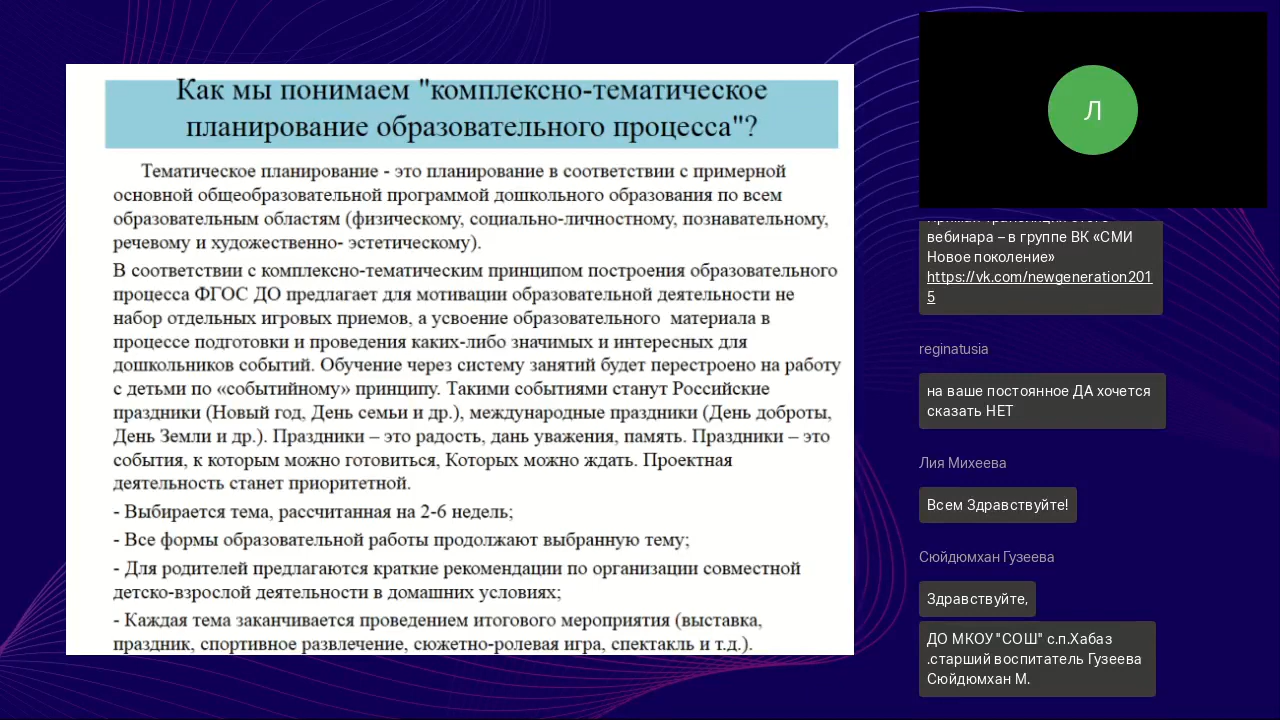 Как мы понимаем "комплексно-тематическое
планирование образовательного процесса"?
Тематическое планирование - это планирование в соответствии с примерной
основной общеобразовательной программой дошкольного образования по всем
образовательным областям (физическому, социально-личностному, познавательному,
речевому и художественно- эстетическому).
В соответствии с комплексно-тематическим принципом построения образовательного
процесса ФГОС ДО предлагает для мотивации образовательной деятельности не
набор отдельных игровых приемов, а усвоение образовательного  материала в
процессе подготовки и проведения каких-либо значимых и интересных для
дошкольников событий. Обучение через систему занятий будет перестроено на работу
с детьми по «событийному» принципу. Такими событиями станут Российские
праздники (Новый год, День семьи и др.), международные праздники (День доброты,
День Земли и др.). Праздники – это радость, дань уважения, память. Праздники – это
события, к которым можно готовиться, Которых можно ждать. Проектная
деятельность станет приоритетной.
- Выбирается тема, рассчитанная на 2-6 недель;
- Все формы образовательной работы продолжают выбранную тему;
- Для родителей предлагаются краткие рекомендации по организации совместной
детско-взрослой деятельности в домашних условиях;
- Каждая тема заканчивается проведением итогового мероприятия (выставка,
праздник, спортивное развлечение, сюжетно-ролевая игра, спектакль и т.д.).
Л
вебинара – в группе ВК «СМИ
Новое поколение»
https://vk.com/newgeneration201
5
reginatusia
на ваше постоянное ДА хочется
сказать НЕТ
Лия Михеева
Всем Здравствуйте!
Сюйдюмхан Гузеева
Здравствуйте,
ДО МКОУ "СОШ" с.п.Хабаз
.старший воспитатель Гузеева
Сюйдюмхан М.